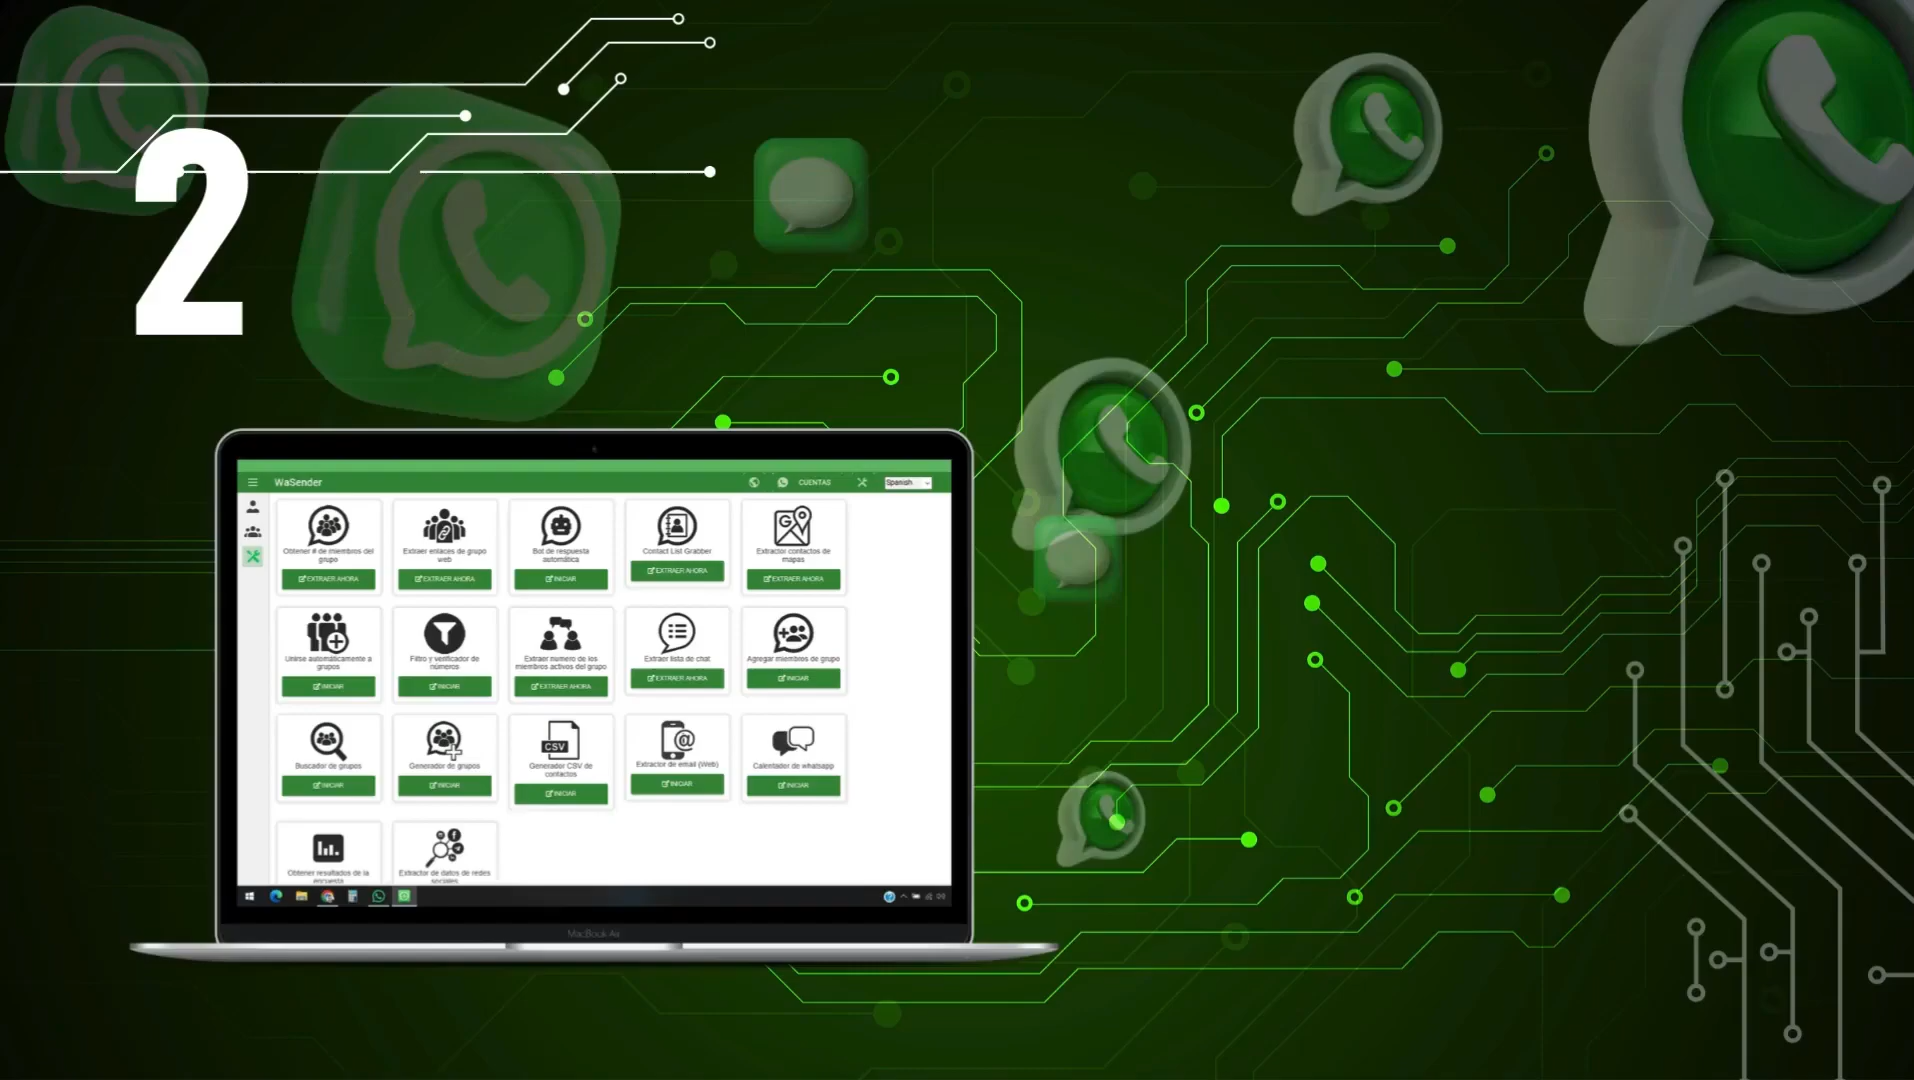 2
WaSender
CUENTAS
Spanish
Obtener # de miembros del
grupo
EXTRAER AHORA
Extraer enlaces de grupo
web
EXTRAER AHORA
Bot de respuesta
automática
INICIAR
Contact List Grabber
EXTRAER AHORA
Extractor contactos de
mapas
EXTRAER AHORA
Unirse automáticamente a
grupos
INICIAR
Filtro y verificador de
números
INICIAR
Extraer numero de los
miembros activos del grupo
EXTRAER AHORA
Extraer lista de chat
EXTRAER AHORA
Agregar miembros de grupo
INICIAR
Buscador de grupos
INICIAR
Generador de grupos
INICIAR
CSV
Generador CSV de
contactos
INICIAR
Extractor de email (Web)
INICIAR
Calentador de whatsapp
INICIAR
Obtener resultados de la
encuesta
Extractor de datos de redes
sociales
MacBook Air